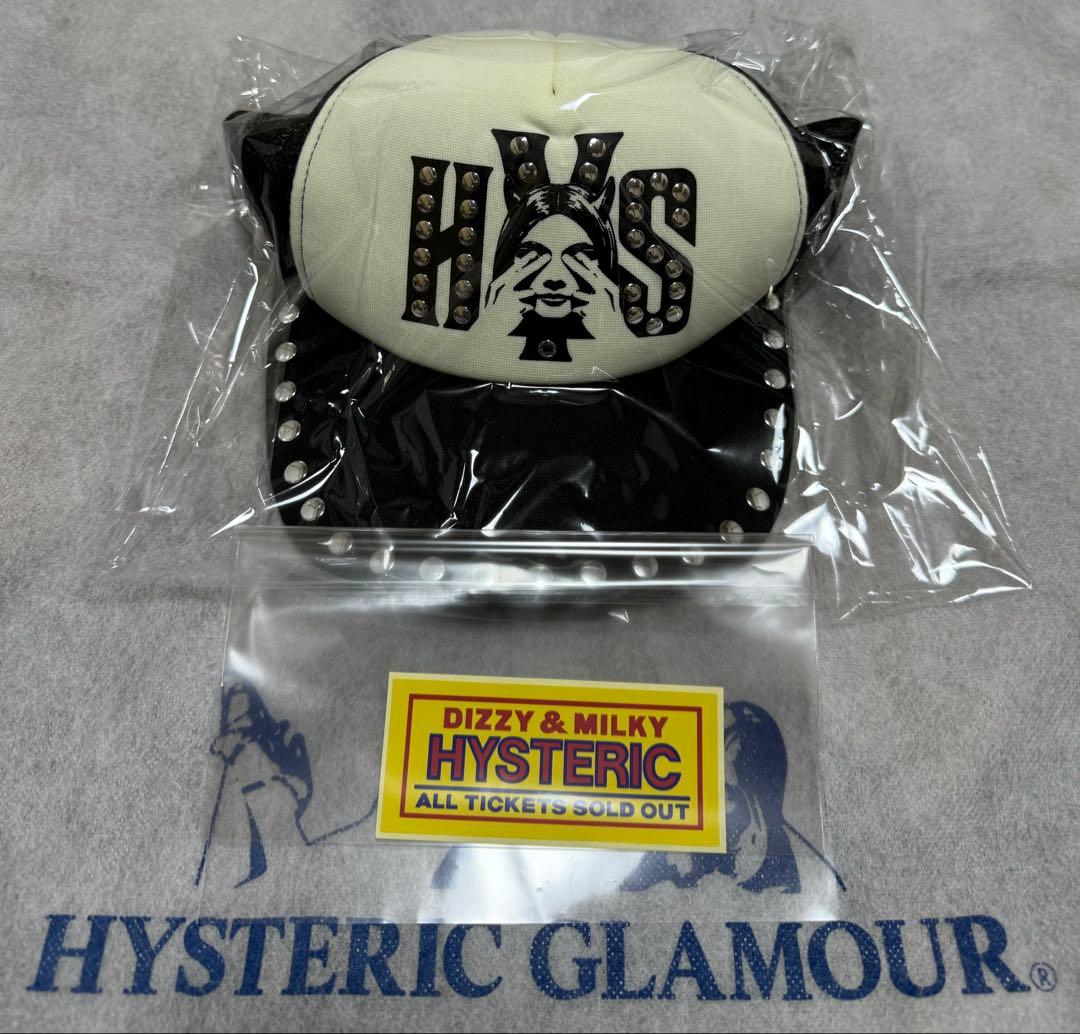 HYS
DIZZY & MILKY
HYSTERIC
ALL TICKETS SOLD OUT
HYSTERIC GLAMOUR®